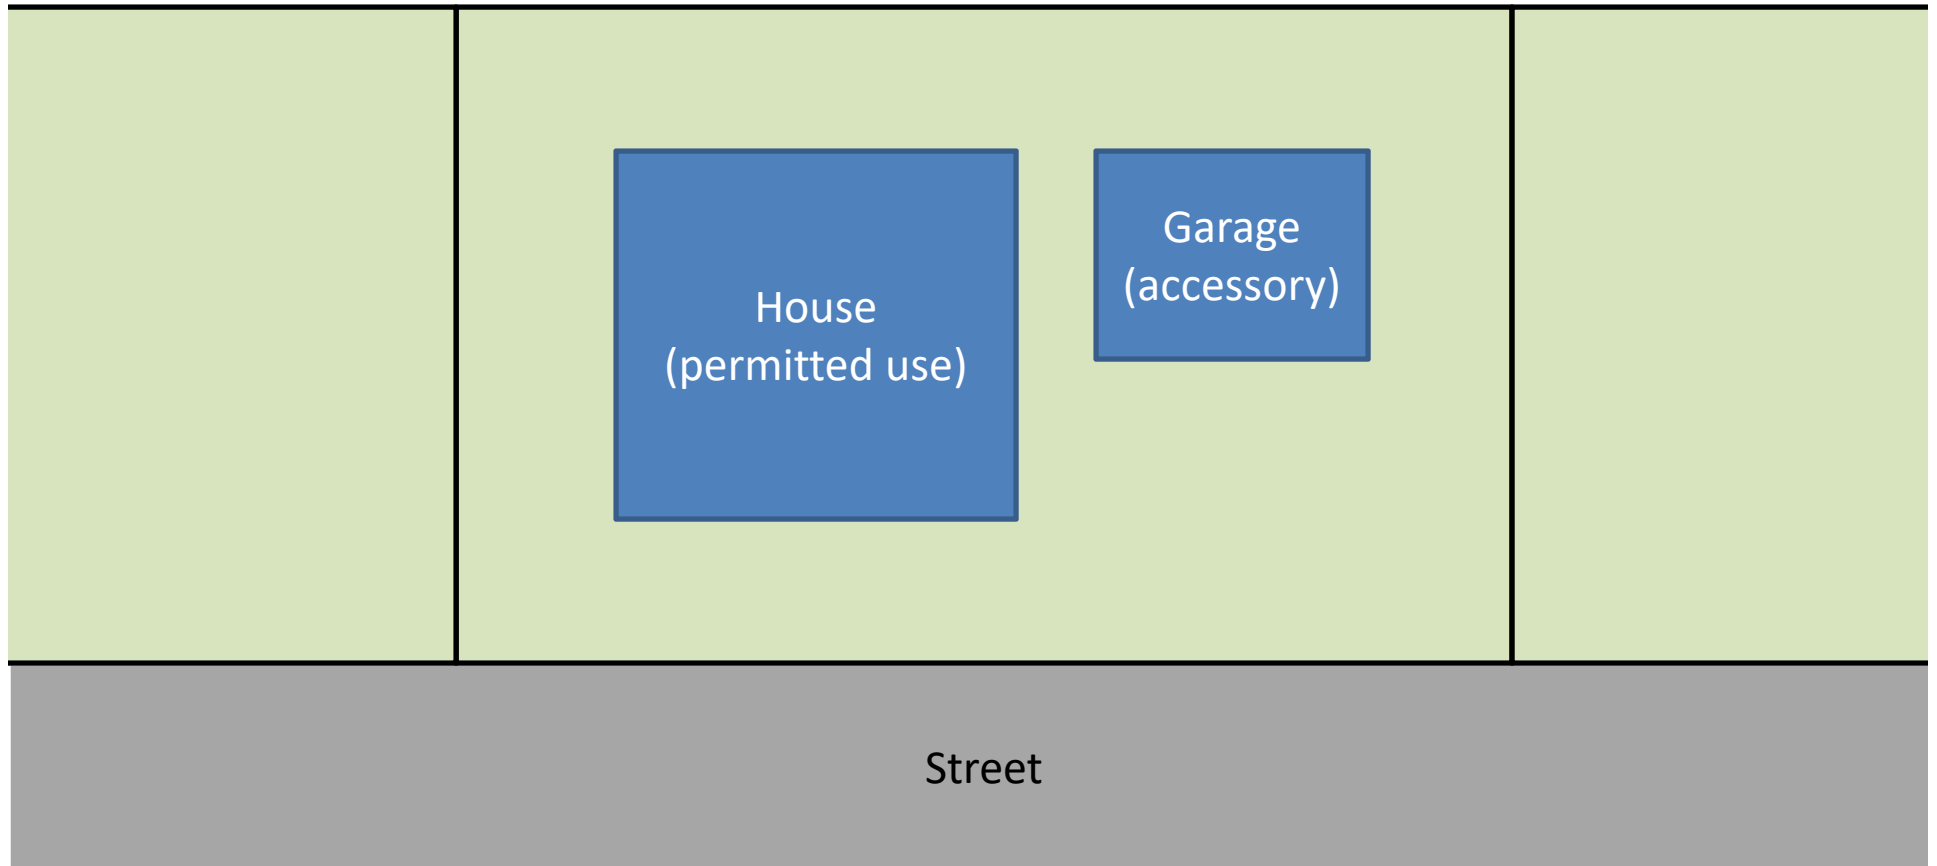 House
(permitted use)
Garage
(accessory)
Street